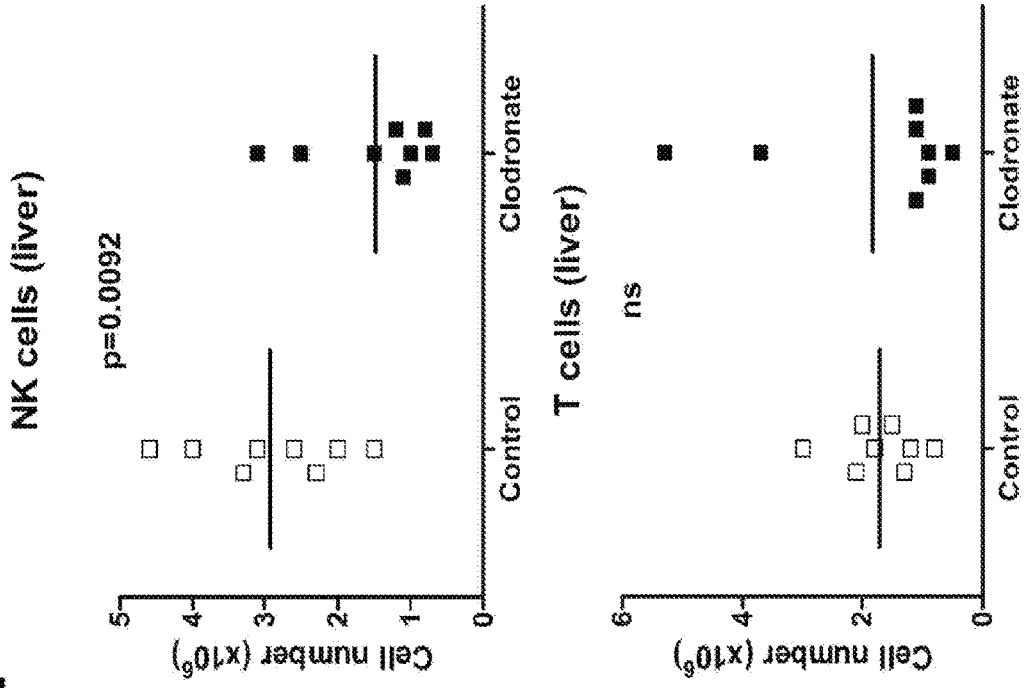 NK cells (liver)
p=0.0092
Cell number (x10⁶)
5
4
3
2
1
0
Control
Clodronate
T cells (liver)
ns
Cell number (x10⁶)
6
4
2
0
Control
Clodronate